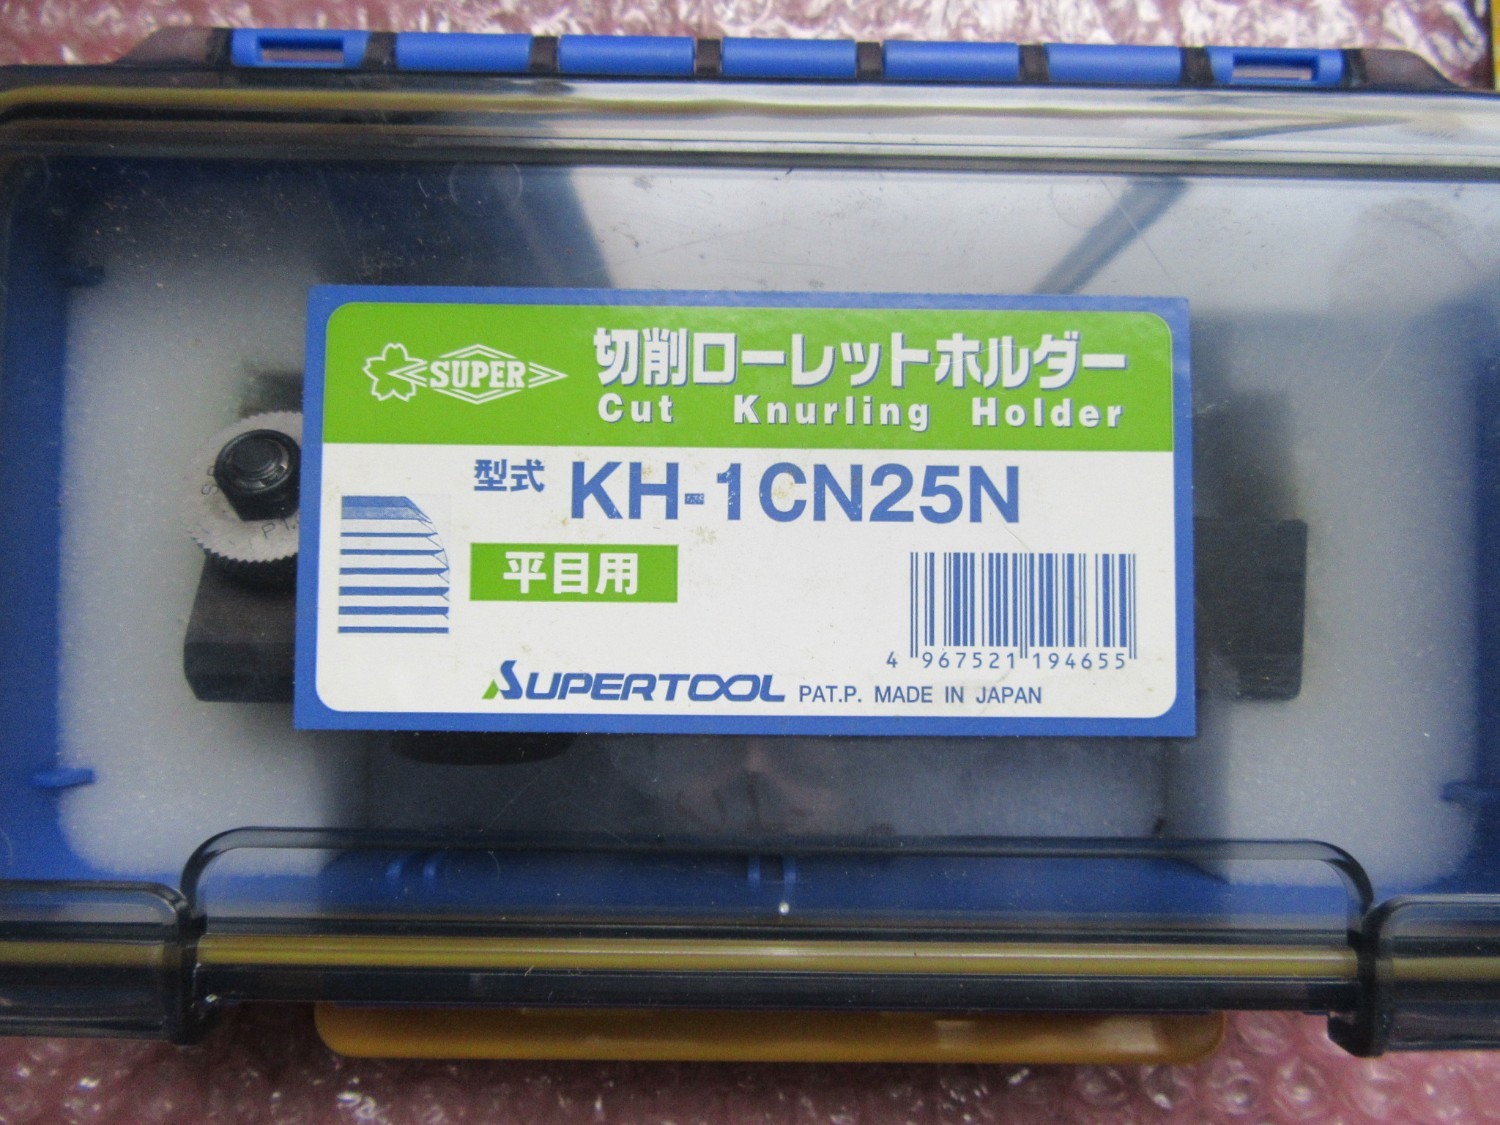 SUPER
切削ローレットホルダー
Cut Knurling Holder
型式 KH-1CN25N
平目用
4 967521 194655
SUPERTOOL PAT.P. MADE IN JAPAN